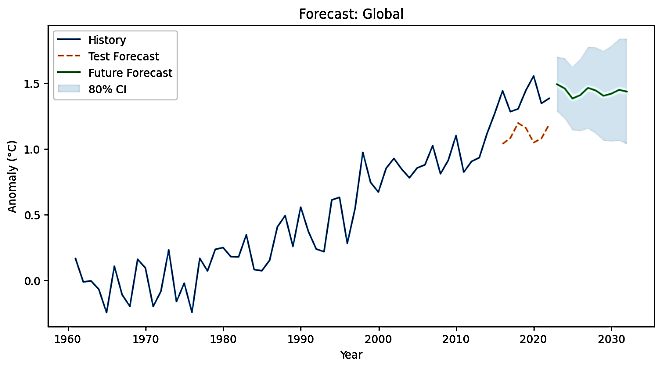 Forecast: Global
History
Test Forecast
Future Forecast
80% CI
1.5
1.0
0.5
0.0
Anomaly (°C)
1960 1970 1980 1990 2000 2010 2020 2030
Year